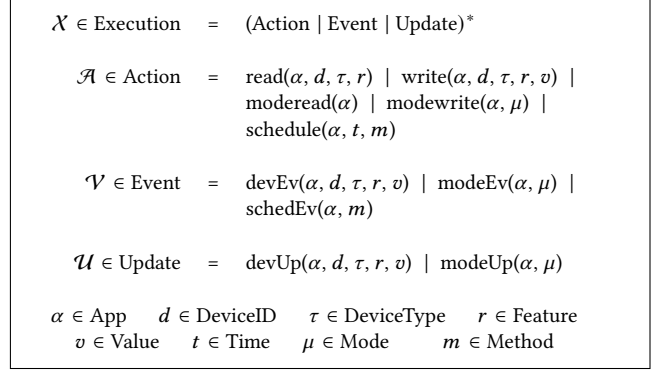 𝒳 ∈ Execution = (Action | Event | Update)*
𝒜 ∈ Action = read(α, d, τ, r) | write(α, d, τ, r, v) |
moderead(α) | modewrite(α, μ) |
schedule(α, t, m)
𝒱 ∈ Event = devEv(α, d, τ, r, v) | modeEv(α, μ) |
schedEv(α, m)
𝒰 ∈ Update = devUp(α, d, τ, r, v) | modeUp(α, μ)
α ∈ App d ∈ DeviceID τ ∈ DeviceType r ∈ Feature
v ∈ Value t ∈ Time μ ∈ Mode m ∈ Method